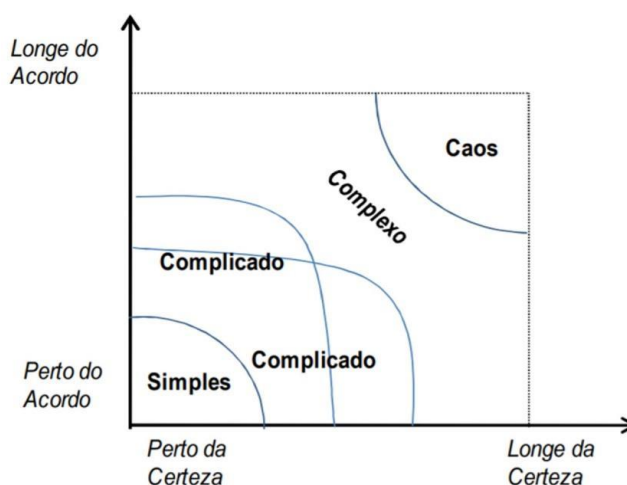 Longe do
Acordo
Caos
Complexo
Complicado
Complicado
Simples
Perto do
Acordo
Perto da
Certeza
Longe da
Certeza